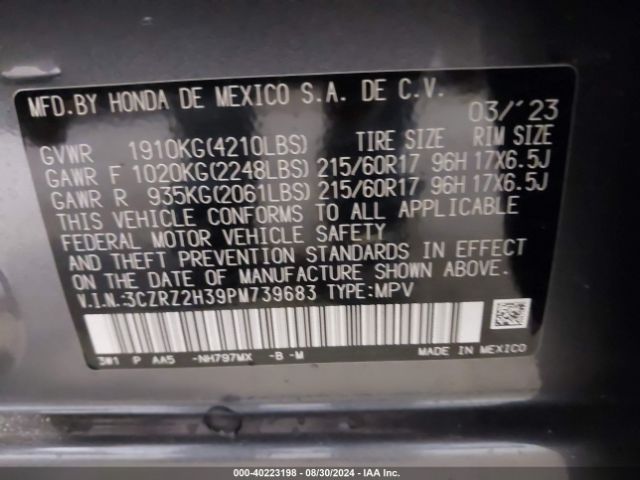 MFD.BY HONDA DE MEXICO S.A. DE C.V.
03/'23
GVWR 1910KG(4210LBS) TIRE SIZE RIM SIZE
GAWR F 1020KG(2248LBS) 215/60R17 96H 17X6.5J
GAWR R 935KG(2061LBS) 215/60R17 96H 17X6.5J
THIS VEHICLE CONFORMS TO ALL APPLICABLE
FEDERAL MOTOR VEHICLE SAFETY
AND THEFT PREVENTION STANDARDS IN EFFECT
ON THE DATE OF MANUFACTURE SHOWN ABOVE.
V.I.N.:3CZRZ2H39PM739683 TYPE:MPV
3W1 P AA5 -NH797MX -B -M
MADE IN MEXICO
000-40223198 - 08/30/2024 - IAA Inc.